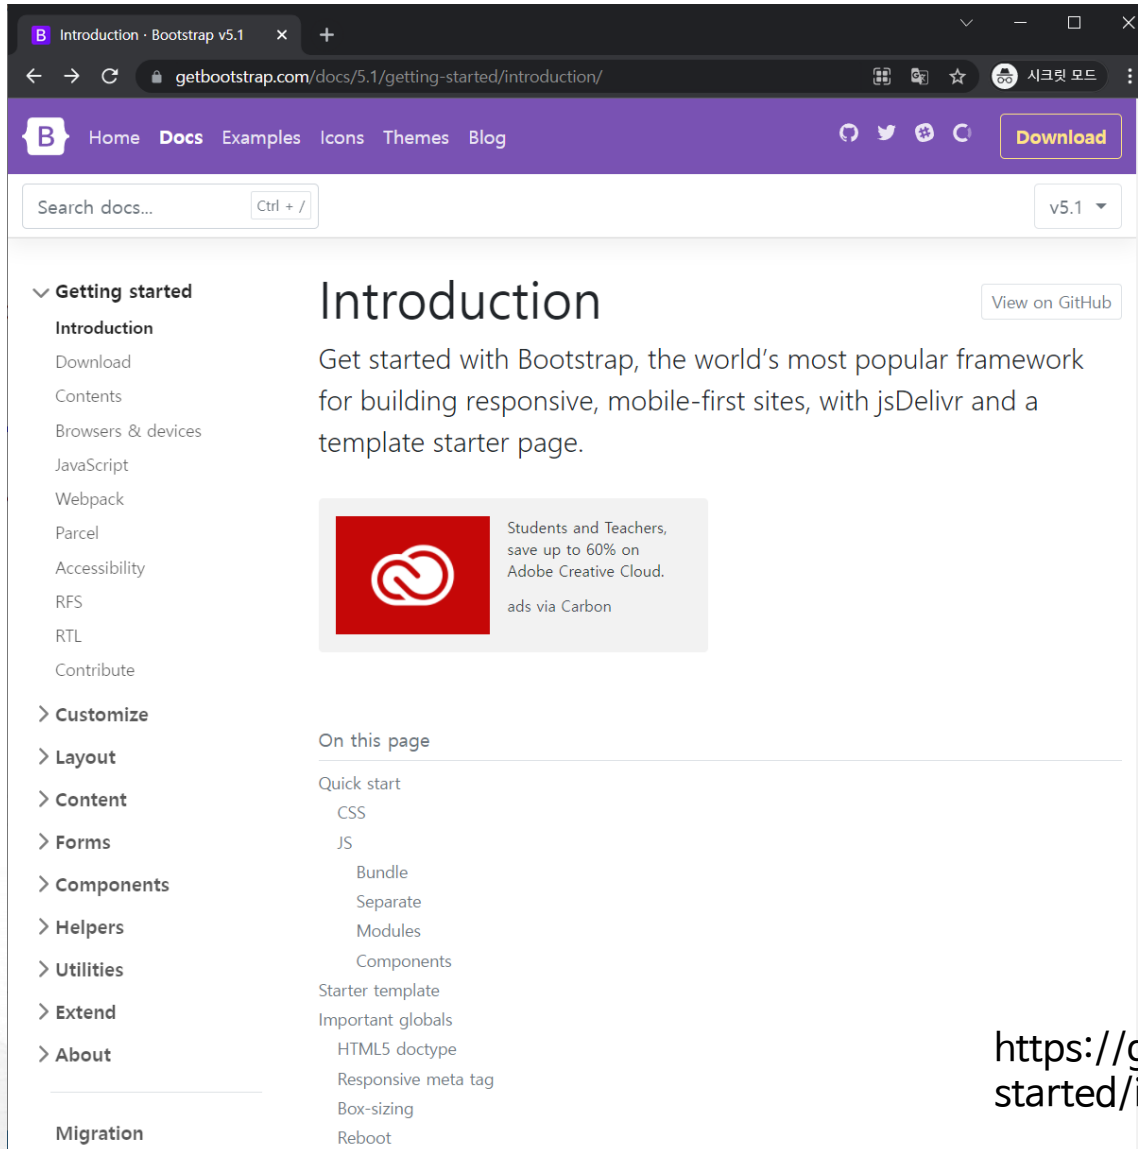 B Introduction · Bootstrap v5.1
getbootstrap.com/docs/5.1/getting-started/introduction/
시크릿 모드
B Home Docs Examples Icons Themes Blog
Download
Search docs... Ctrl + /
v5.1
Getting started
Introduction
Download
Contents
Browsers & devices
JavaScript
Webpack
Parcel
Accessibility
RFS
RTL
Contribute
Customize
Layout
Content
Forms
Components
Helpers
Utilities
Extend
About
Migration
Introduction
View on GitHub
Get started with Bootstrap, the world's most popular framework
for building responsive, mobile-first sites, with jsDelivr and a
template starter page.
Students and Teachers,
save up to 60% on
Adobe Creative Cloud.
ads via Carbon
On this page
Quick start
CSS
JS
Bundle
Separate
Modules
Components
Starter template
Important globals
HTML5 doctype
Responsive meta tag
Box-sizing
Reboot
https://g
started/i